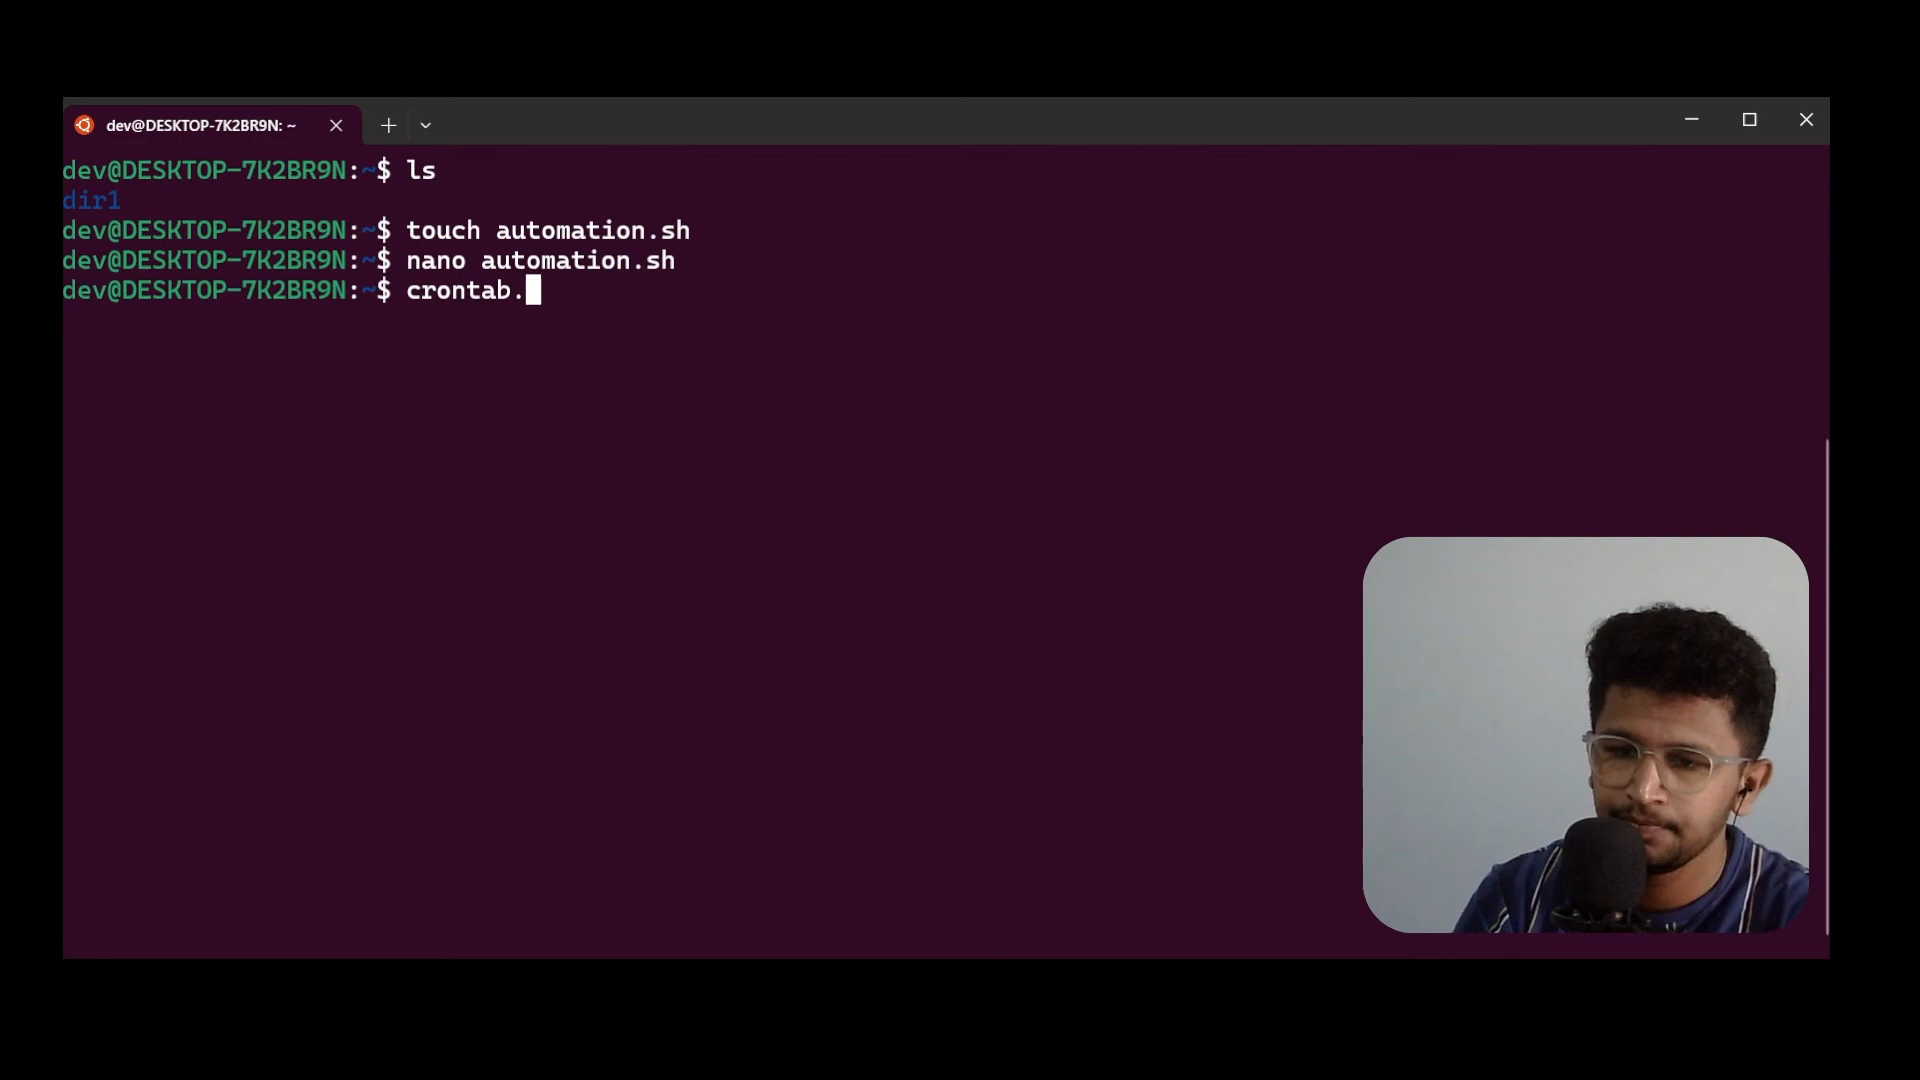 dev@DESKTOP-7K2BR9N: ~
dev@DESKTOP-7K2BR9N:~$ ls
dir1
dev@DESKTOP-7K2BR9N:~$ touch automation.sh
dev@DESKTOP-7K2BR9N:~$ nano automation.sh
dev@DESKTOP-7K2BR9N:~$ crontab.